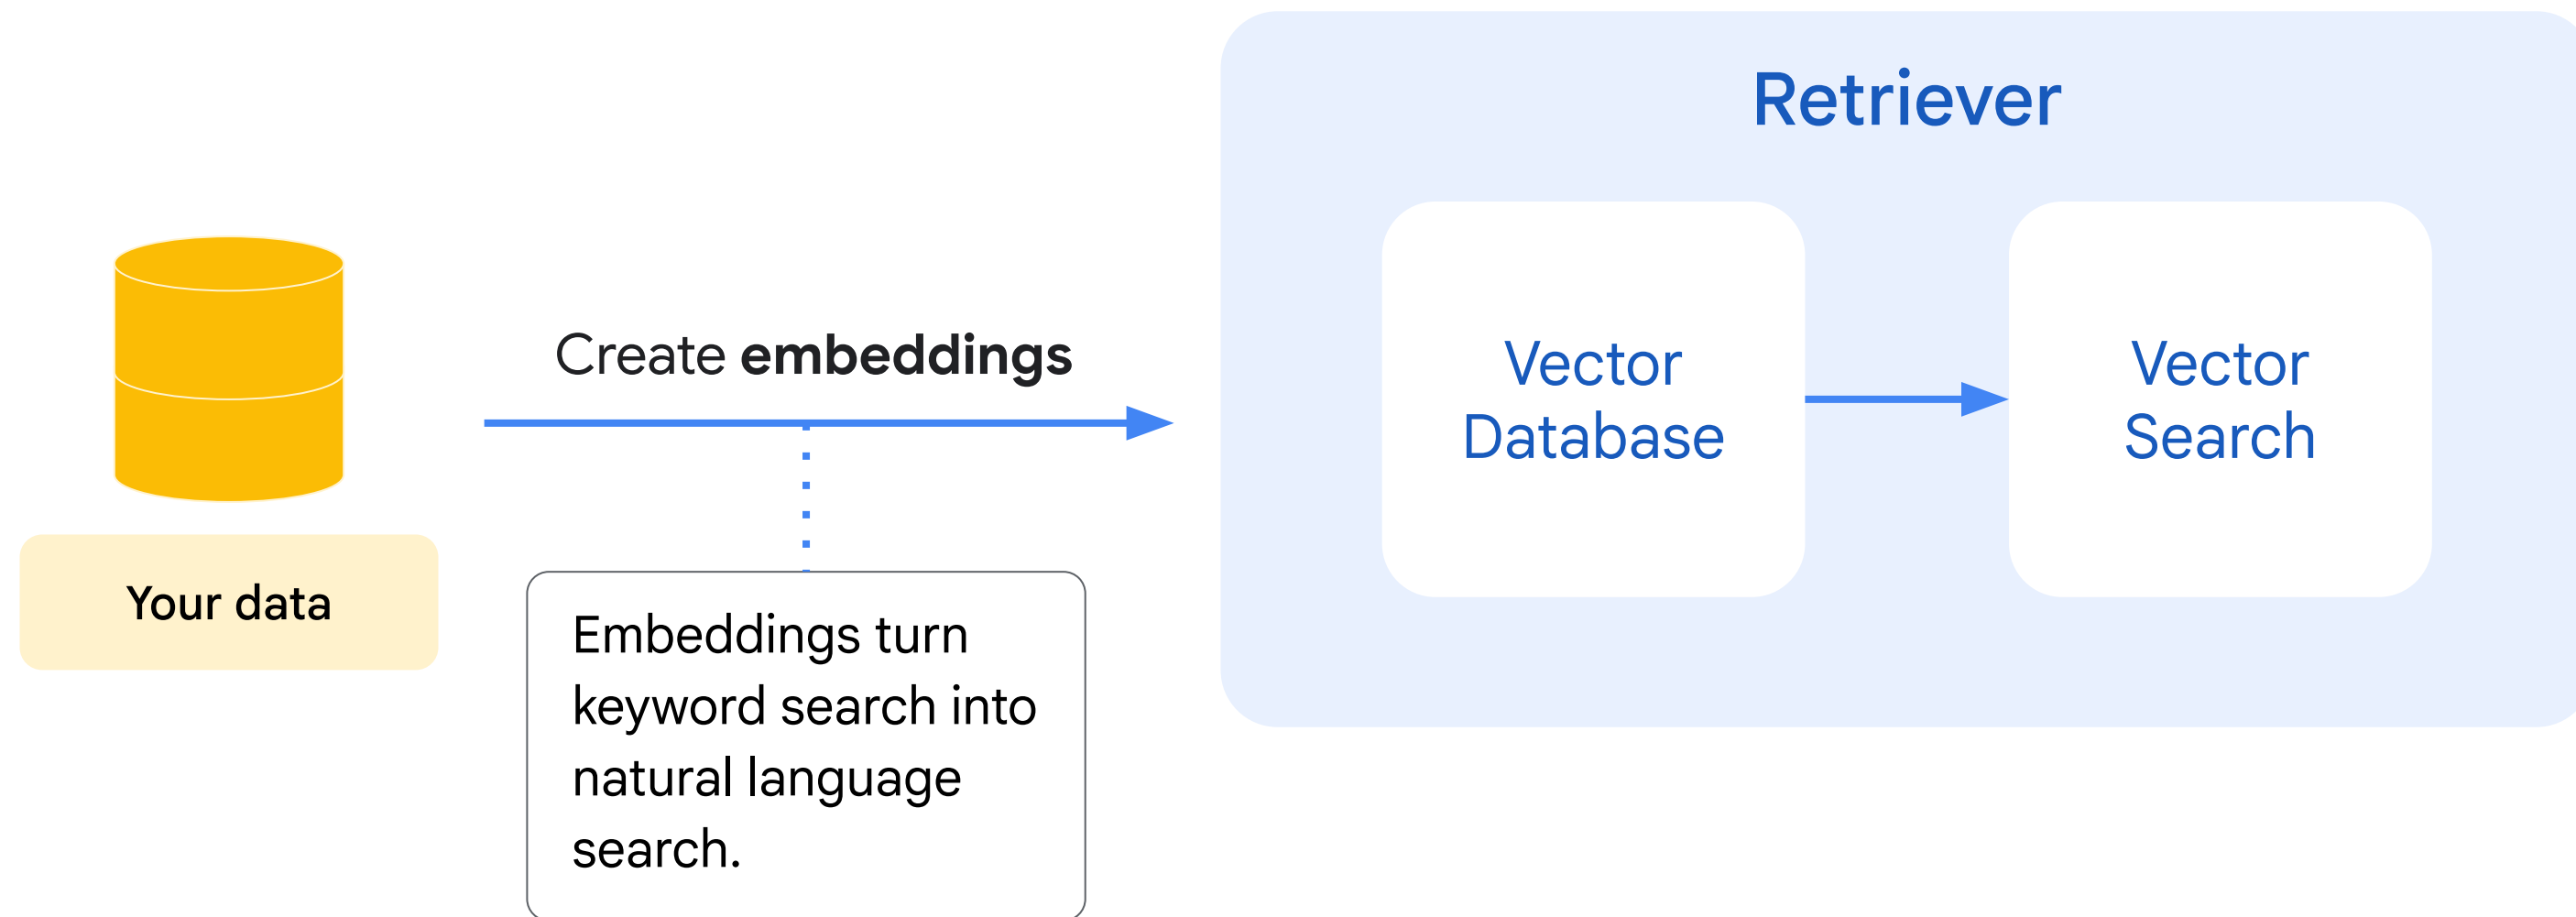 Retriever
Create embeddings
Vector
Database
Vector
Search
Your data
Embeddings turn
keyword search into
natural language
search.